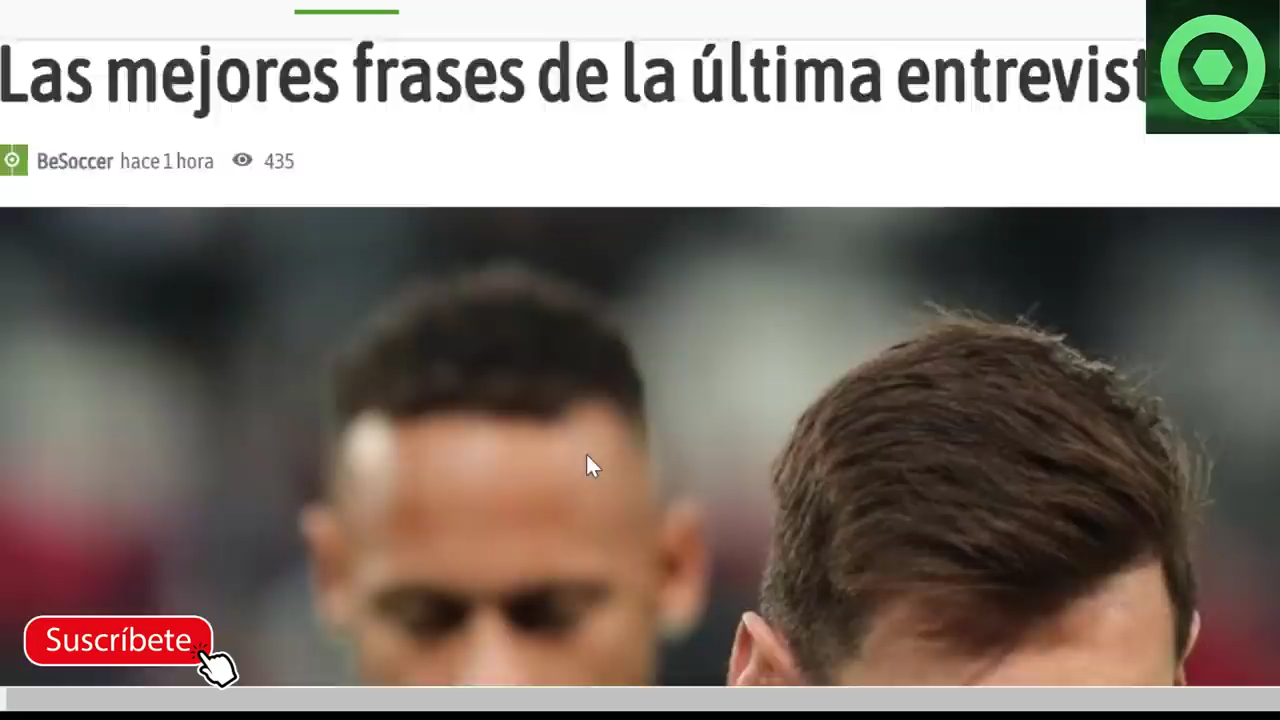 Las mejores frases de la última entrevist
BeSoccer hace 1 hora 435
Suscríbete